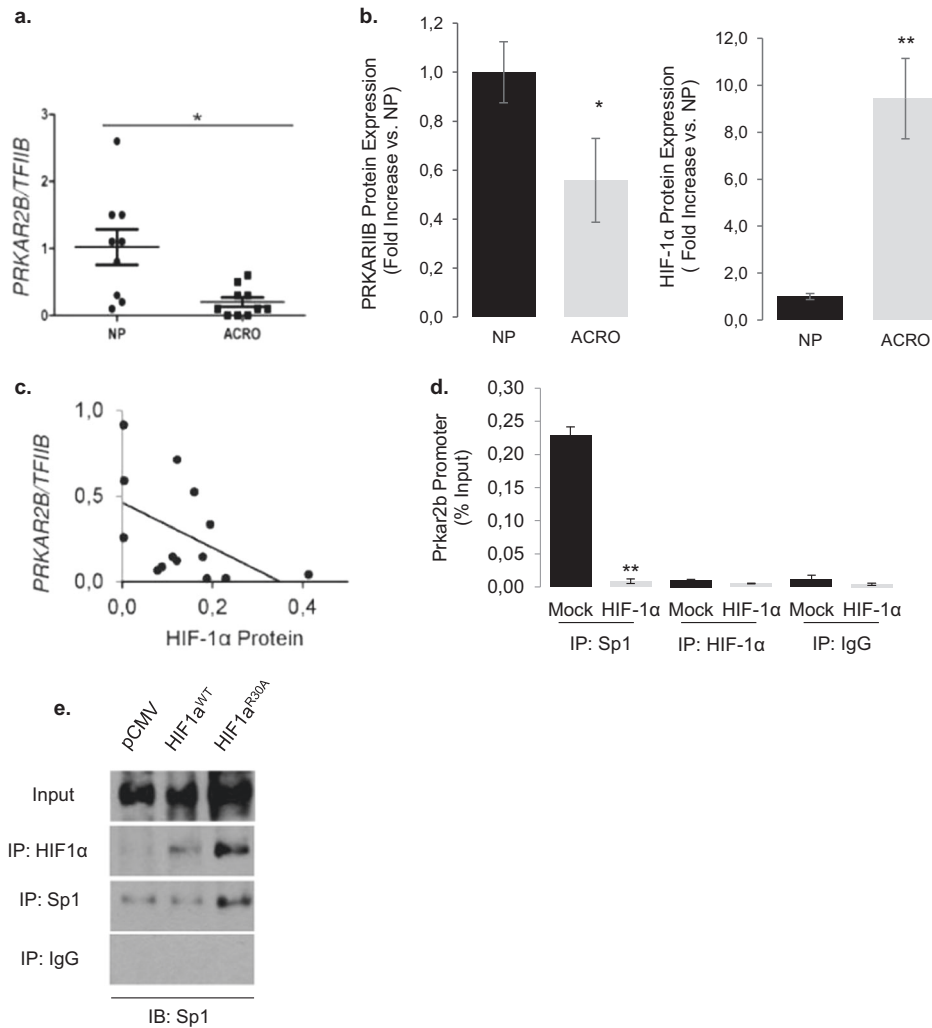 a.
PRKAR2B/TFIIB
3
2
1
0
*
NP
ACRO
b.
PRKARIIB Protein Expression
(Fold Increase vs. NP)
1,2
1,0
0,8
0,6
0,4
0,2
0,0
*
NP
ACRO
HIF-1α Protein Expression
( Fold Increase vs. NP)
12,0
10,0
8,0
6,0
4,0
2,0
0,0
**
NP
ACRO
c.
PRKAR2B/TFIIB
1,0
0,5
0,0
0,0
0,2
0,4
HIF-1α Protein
d.
Prkar2b Promoter
(% Input)
0,30
0,25
0,20
0,15
0,10
0,05
0,00
**
Mock HIF-1α Mock HIF-1α Mock HIF-1α
IP: Sp1 IP: HIF-1α IP: IgG
e.
pCMV
HIF1a^WT
HIF1a^R30A
Input
IP: HIF1α
IP: Sp1
IP: IgG
IB: Sp1